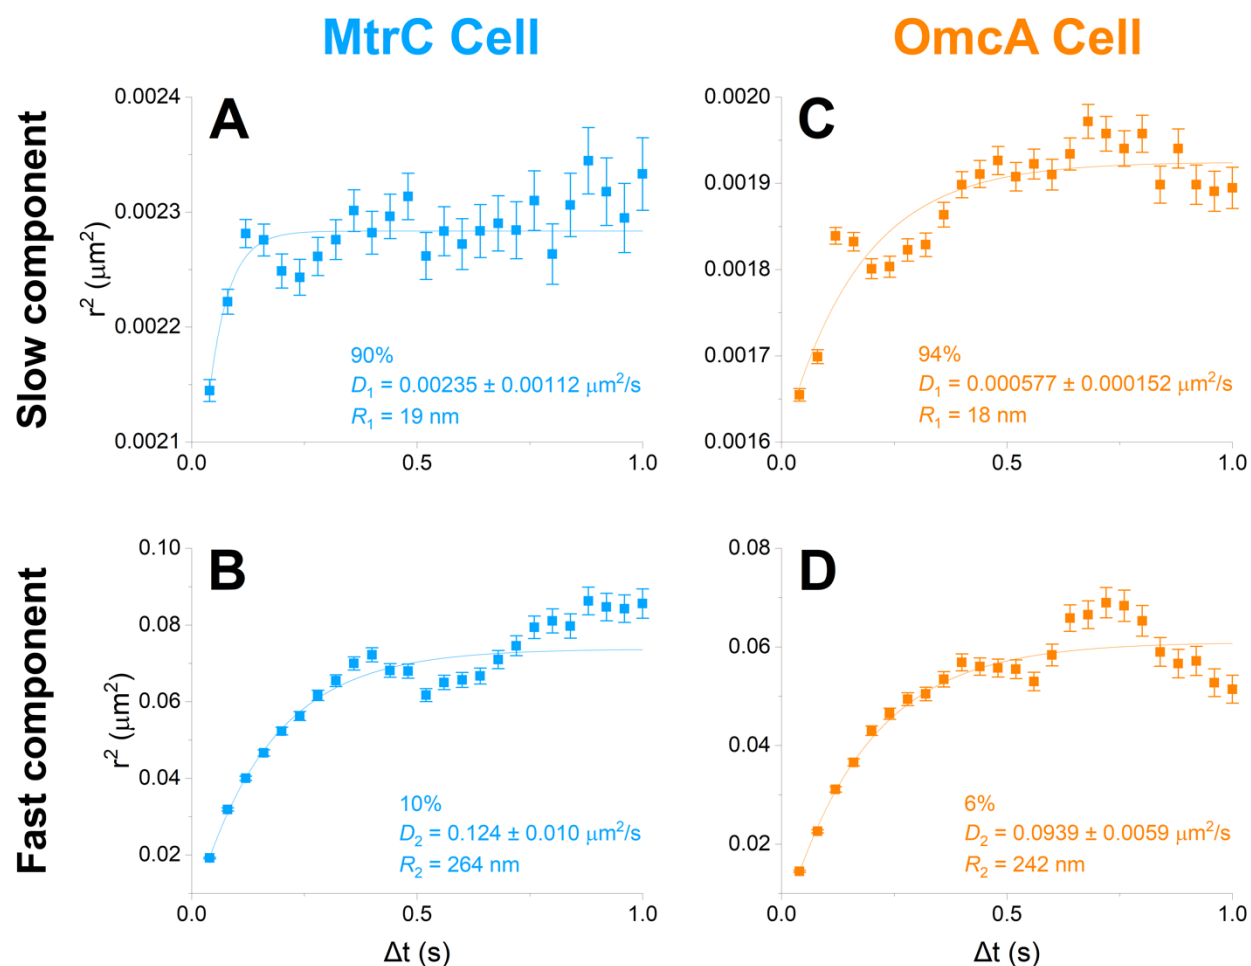 MtrC Cell
OmcA Cell
Slow component
A
r² (μm²)
0.0024
0.0023
0.0022
0.0021
0.0
0.5
1.0
90%
D₁ = 0.00235 ± 0.00112 μm²/s
R₁ = 19 nm
C
0.0020
0.0019
0.0018
0.0017
0.0016
0.0
0.5
1.0
94%
D₁ = 0.000577 ± 0.000152 μm²/s
R₁ = 18 nm
Fast component
B
r² (μm²)
0.10
0.08
0.06
0.04
0.02
0.0
0.5
1.0
10%
D₂ = 0.124 ± 0.010 μm²/s
R₂ = 264 nm
Δt (s)
D
0.08
0.06
0.04
0.02
0.0
0.5
1.0
6%
D₂ = 0.0939 ± 0.0059 μm²/s
R₂ = 242 nm
Δt (s)